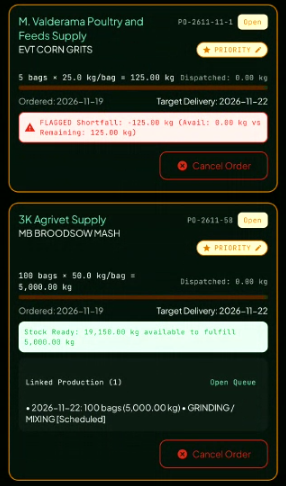 M. Valderama Poultry and
Feeds Supply
PO-2611-11-1
Open
EVT CORN GRITS
PRIORITY
5 bags × 25.0 kg/bag = 125.00 kg
Dispatched: 0.00 kg
Ordered: 2026-11-19
Target Delivery: 2026-11-22
FLAGGED Shortfall: -125.00 kg (Avail: 0.00 kg vs
Remaining: 125.00 kg)
Cancel Order
3K Agrivet Supply
PO-2611-58
Open
MB BROODSOW MASH
PRIORITY
100 bags × 50.0 kg/bag =
5,000.00 kg
Dispatched: 0.00 kg
Ordered: 2026-11-19
Target Delivery: 2026-11-22
Stock Ready: 19,150.00 kg available to fulfill
5,000.00 kg
Linked Production (1)
Open Queue
• 2026-11-22: 100 bags (5,000.00 kg) • GRINDING /
MIXING [Scheduled]
Cancel Order